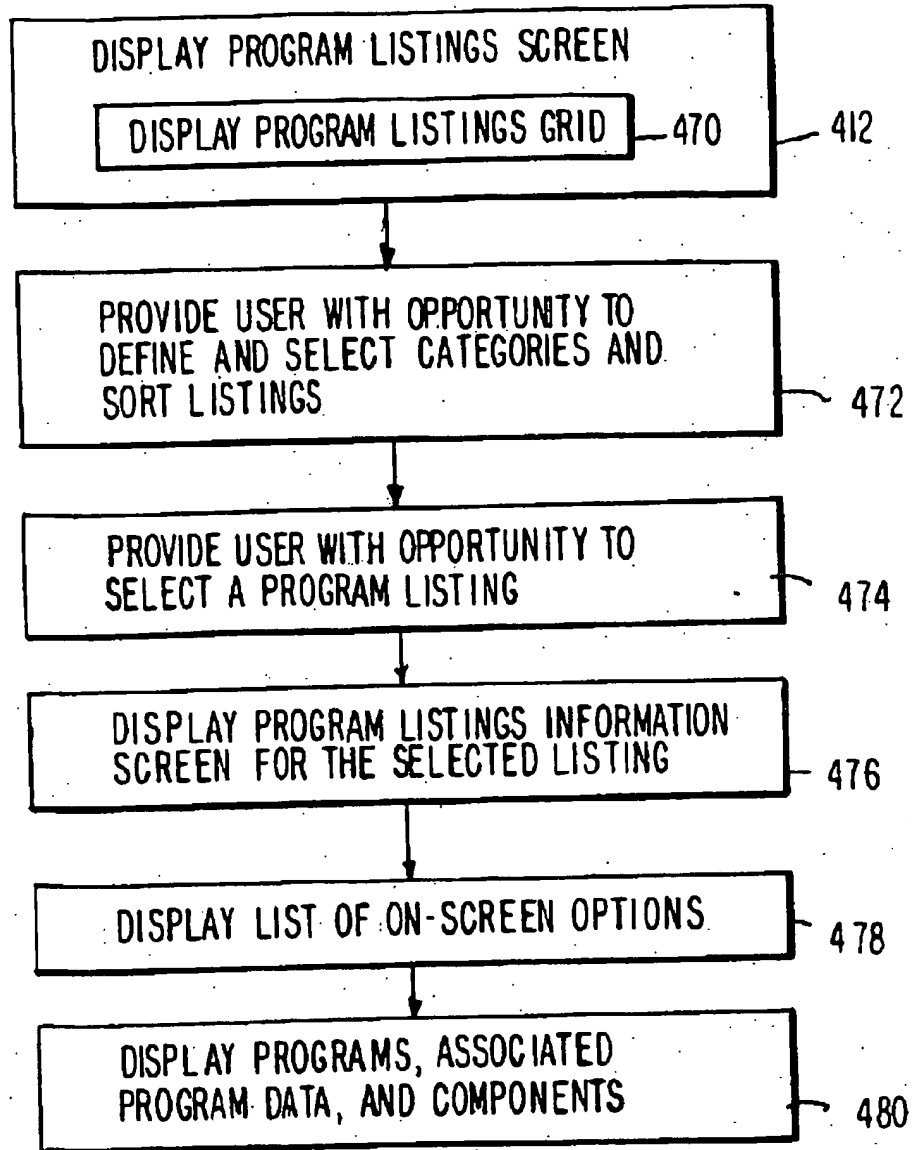 DISPLAY PROGRAM LISTINGS SCREEN
DISPLAY PROGRAM LISTINGS GRID
470
412
PROVIDE USER WITH OPPORTUNITY TO
DEFINE AND SELECT CATEGORIES AND
SORT LISTINGS
472
PROVIDE USER WITH OPPORTUNITY TO
SELECT A PROGRAM LISTING
474
DISPLAY PROGRAM LISTINGS INFORMATION
SCREEN FOR THE SELECTED LISTING
476
DISPLAY LIST OF ON-SCREEN OPTIONS
478
DISPLAY PROGRAMS, ASSOCIATED
PROGRAM DATA, AND COMPONENTS
480